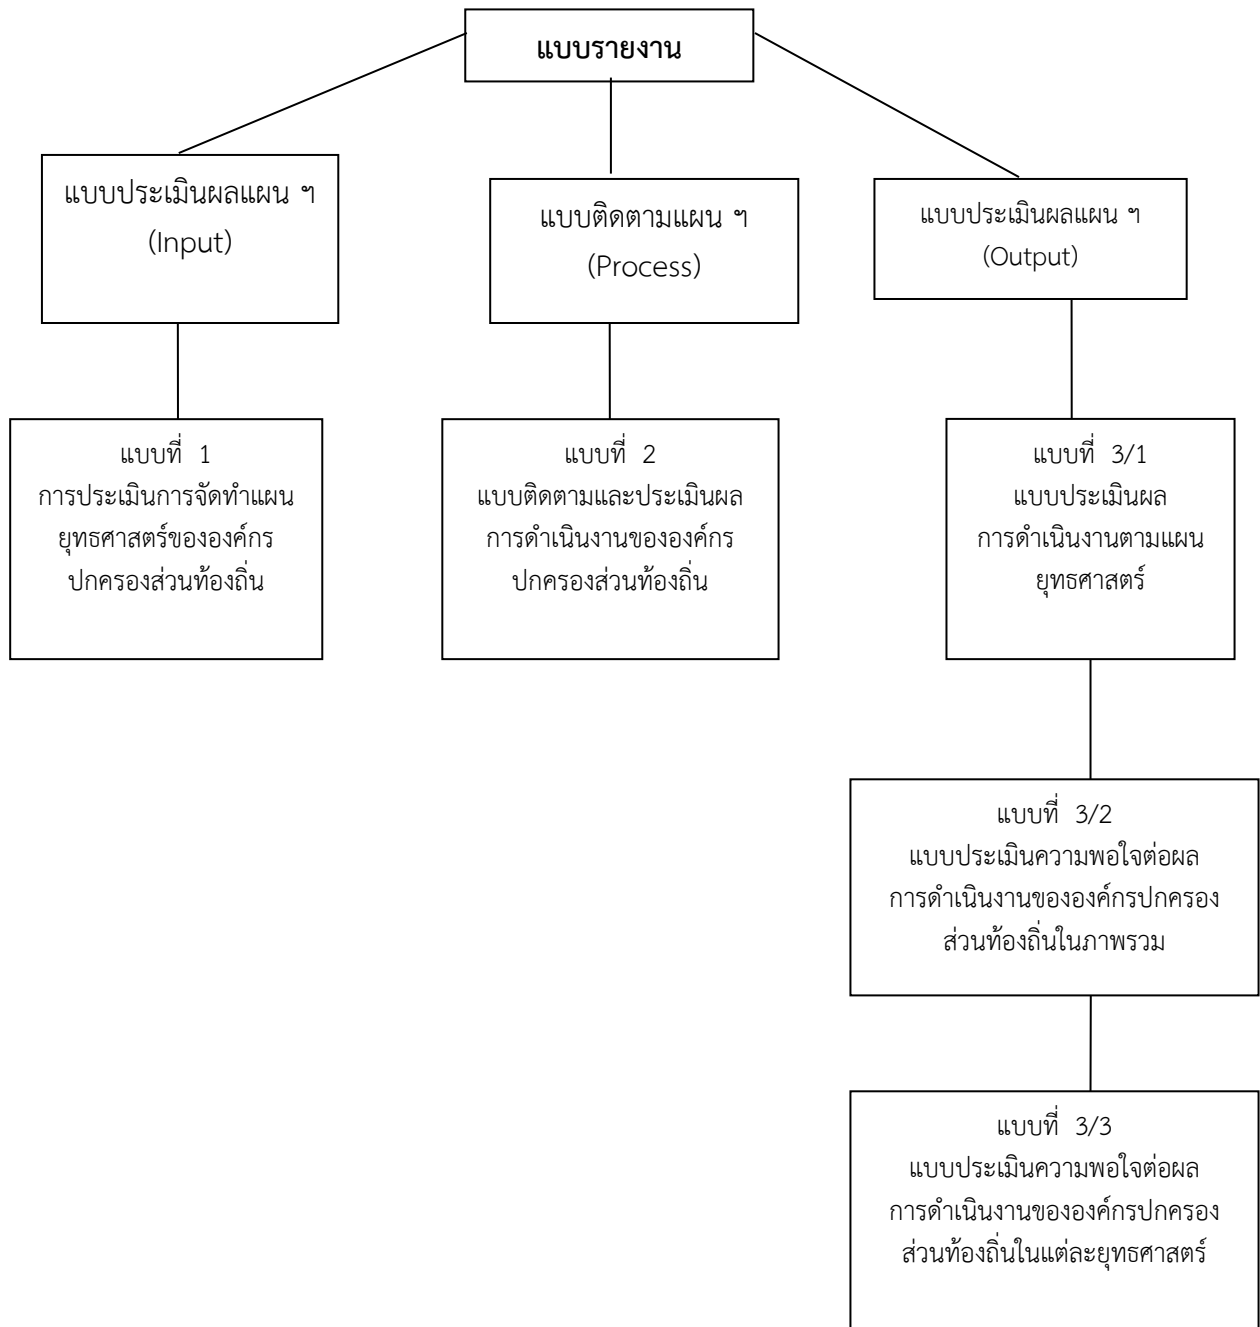 แบบรายงาน
แบบประเมินผลแผน ฯ
(Input)
แบบติดตามแผน ฯ
(Process)
แบบประเมินผลแผน ฯ
(Output)
แบบที่ 1
การประเมินการจัดทำแผน
ยุทธศาสตร์ขององค์กร
ปกครองส่วนท้องถิ่น
แบบที่ 2
แบบติดตามและประเมินผล
การดำเนินงานขององค์กร
ปกครองส่วนท้องถิ่น
แบบที่ 3/1
แบบประเมินผล
การดำเนินงานตามแผน
ยุทธศาสตร์
แบบที่ 3/2
แบบประเมินความพอใจต่อผล
การดำเนินงานขององค์กรปกครอง
ส่วนท้องถิ่นในภาพรวม
แบบที่ 3/3
แบบประเมินความพอใจต่อผล
การดำเนินงานขององค์กรปกครอง
ส่วนท้องถิ่นในแต่ละยุทธศาสตร์